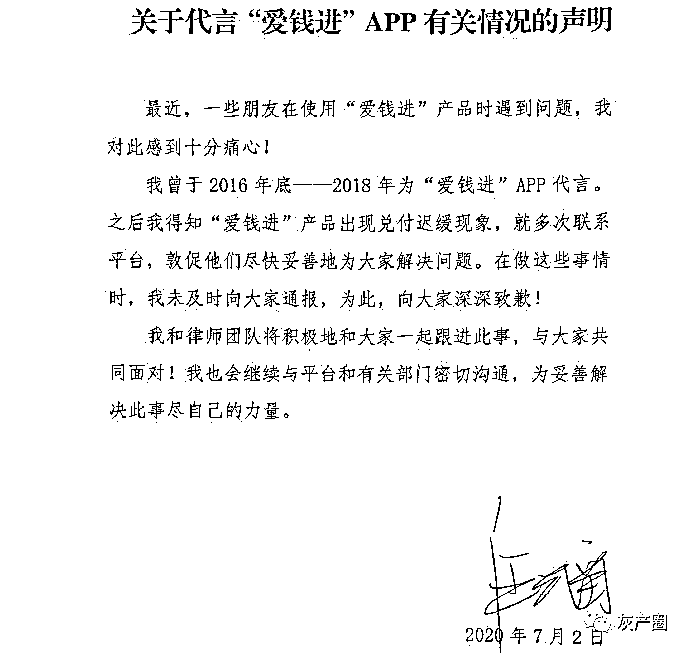 关于代言“爱钱进”APP有关情况的声明
最近，一些朋友在使用“爱钱进”产品时遇到问题，我
对此感到十分痛心！
我曾于2016年底——2018年为“爱钱进”APP代言。
之后我得知“爱钱进”产品出现兑付迟缓现象，就多次联系
平台，敦促他们尽快妥善地为大家解决问题。在做这些事情
时，我未及时向大家通报，为此，向大家深深致歉！
我和律师团队将积极地和大家一起跟进此事，与大家共
同面对！我也会继续与平台和有关部门密切沟通，为妥善解
决此事尽自己的力量。
灰产圈
2020年7月2日